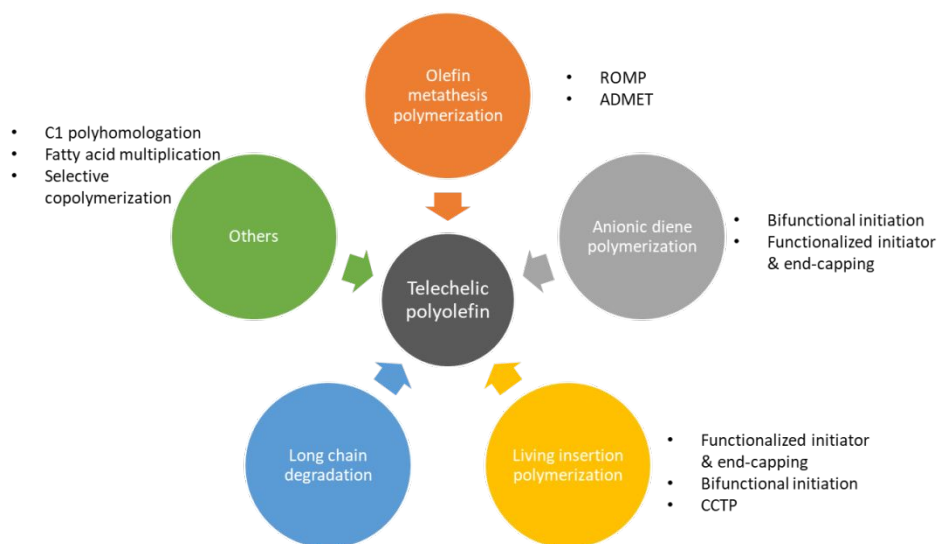 Olefin
metathesis
polymerization
• ROMP
• ADMET
• C1 polyhomologation
• Fatty acid multiplication
• Selective
copolymerization
Others
Anionic diene
polymerization
• Bifunctional initiation
• Functionalized initiator
& end-capping
Telechelic
polyolefin
Long chain
degradation
Living insertion
polymerization
• Functionalized initiator
& end-capping
• Bifunctional initiation
• CCTP